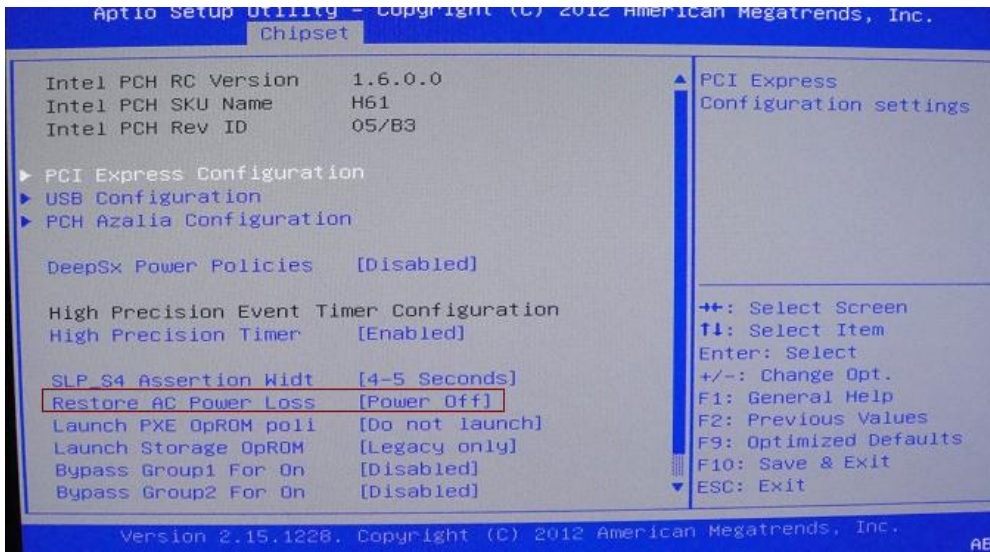 Aptio Setup Utility – Copyright (C) 2012 American Megatrends, Inc.
Chipset
Intel PCH RC Version 1.6.0.0
Intel PCH SKU Name H61
Intel PCH Rev ID 05/B3
► PCI Express Configuration
► USB Configuration
► PCH Azalia Configuration
DeepSx Power Policies [Disabled]
High Precision Event Timer Configuration
High Precision Timer [Enabled]
SLP_S4 Assertion Widt [4-5 Seconds]
Restore AC Power Loss [Power Off]
Launch PXE OpROM poli [Do not launch]
Launch Storage OpROM [Legacy only]
Bypass Group1 For On [Disabled]
Bypass Group2 For On [Disabled]
PCI Express
Configuration settings
→←: Select Screen
↑↓: Select Item
Enter: Select
+/-: Change Opt.
F1: General Help
F2: Previous Values
F9: Optimized Defaults
F10: Save & Exit
ESC: Exit
Version 2.15.1228. Copyright (C) 2012 American Megatrends, Inc.
AB